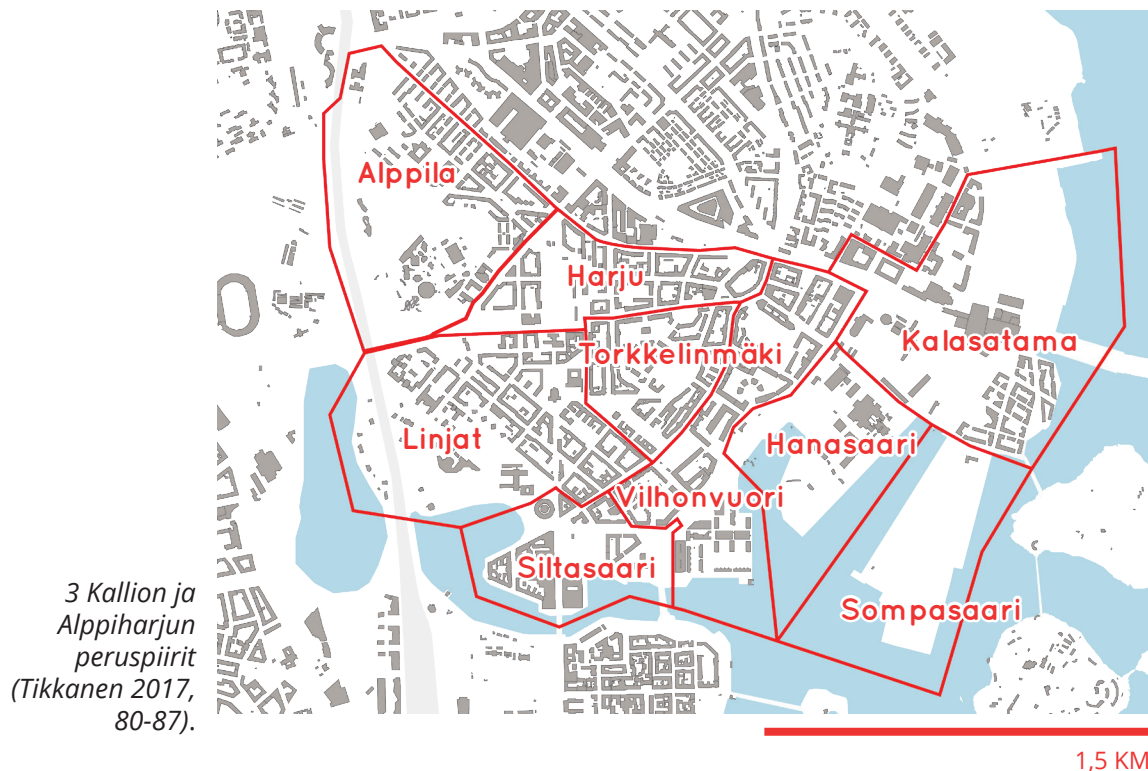 Alppila
Harju
Torkkelinmäki
Kalasatama
Linjat
Hanasaari
Vilhonvuori
Siltasaari
Sompasaari
3 Kallion ja
Alppiharjun
peruspiirit
(Tikkanen 2017,
80-87).
1,5 KM